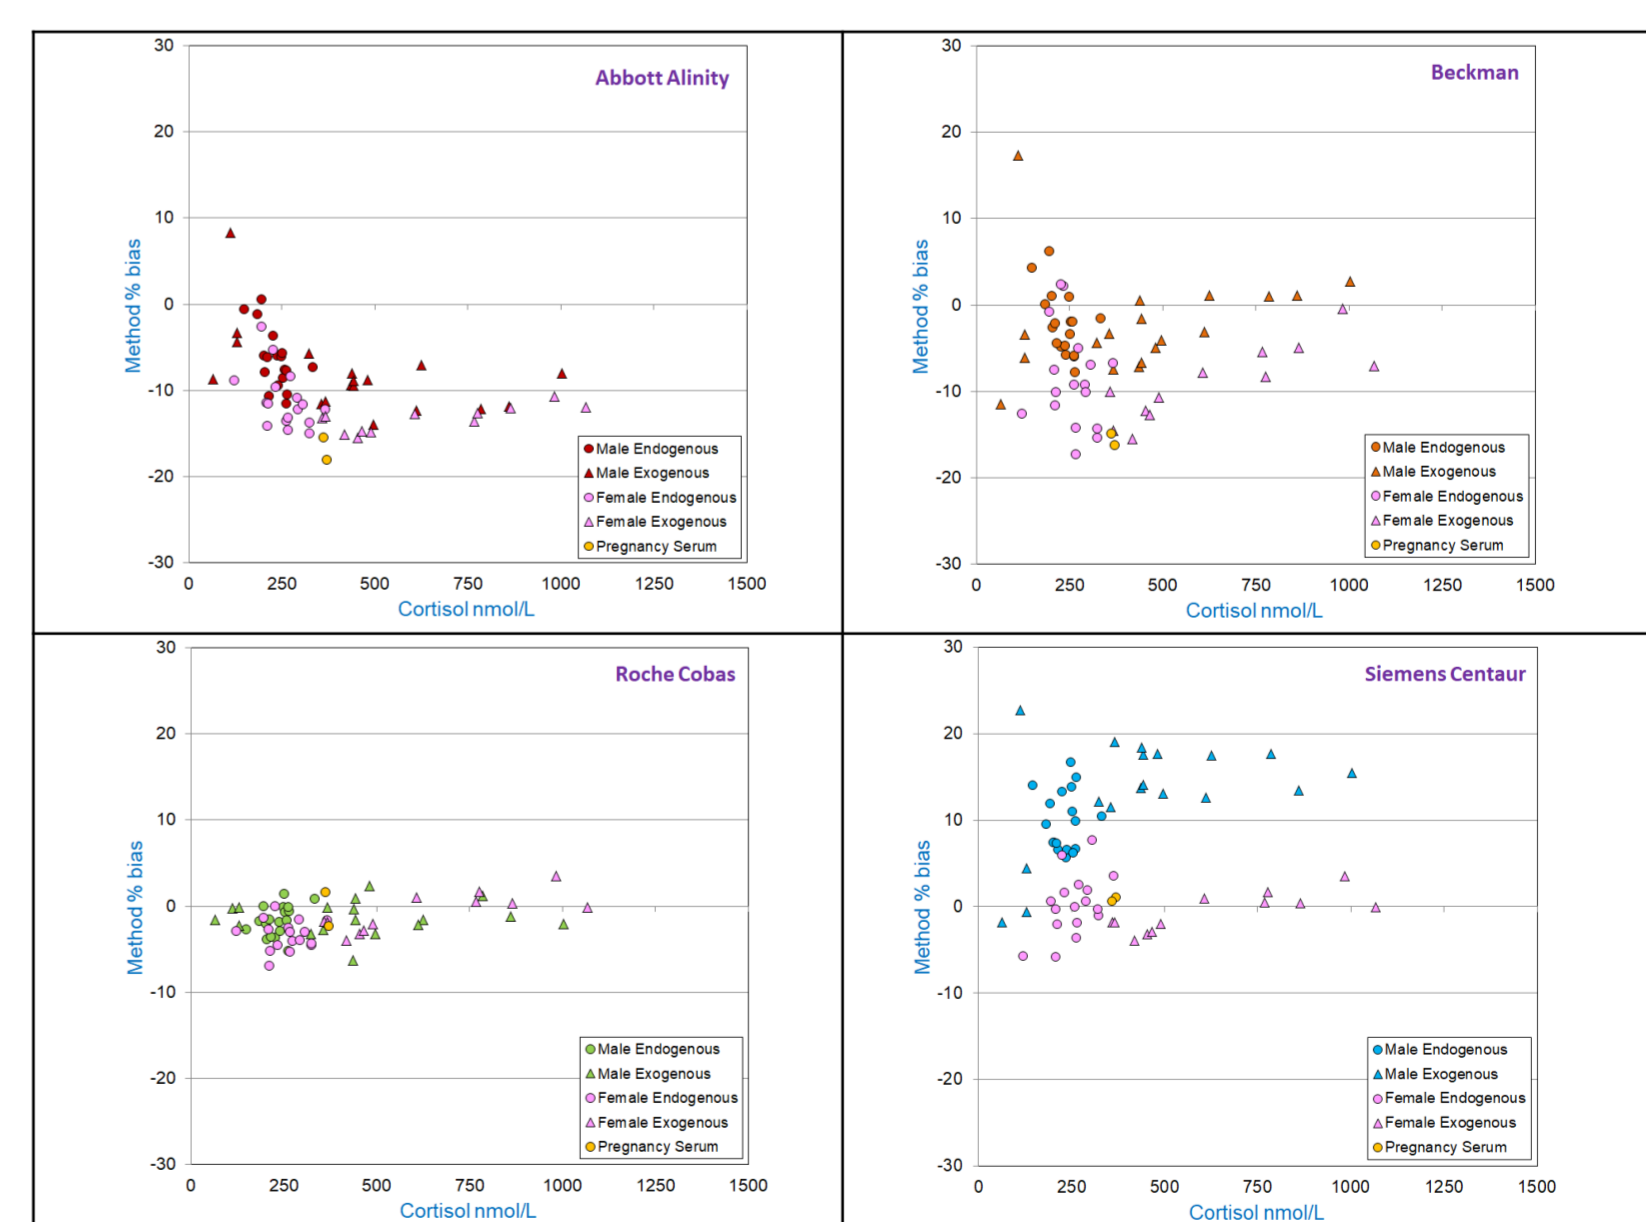 Abbott Alinity
30
20
10
0
-10
-20
-30
Method % bias
0 250 500 750 1000 1250 1500
Cortisol nmol/L
Male Endogenous
Male Exogenous
Female Endogenous
Female Exogenous
Pregnancy Serum
Beckman
30
20
10
0
-10
-20
-30
Method % bias
0 250 500 750 1000 1250 1500
Cortisol nmol/L
Male Endogenous
Male Exogenous
Female Endogenous
Female Exogenous
Pregnancy Serum
Roche Cobas
30
20
10
0
-10
-20
-30
Method % bias
0 250 500 750 1000 1250 1500
Cortisol nmol/L
Male Endogenous
Male Exogenous
Female Endogenous
Female Exogenous
Pregnancy Serum
Siemens Centaur
30
20
10
0
-10
-20
-30
Method % bias
0 250 500 750 1000 1250 1500
Cortisol nmol/L
Male Endogenous
Male Exogenous
Female Endogenous
Female Exogenous
Pregnancy Serum